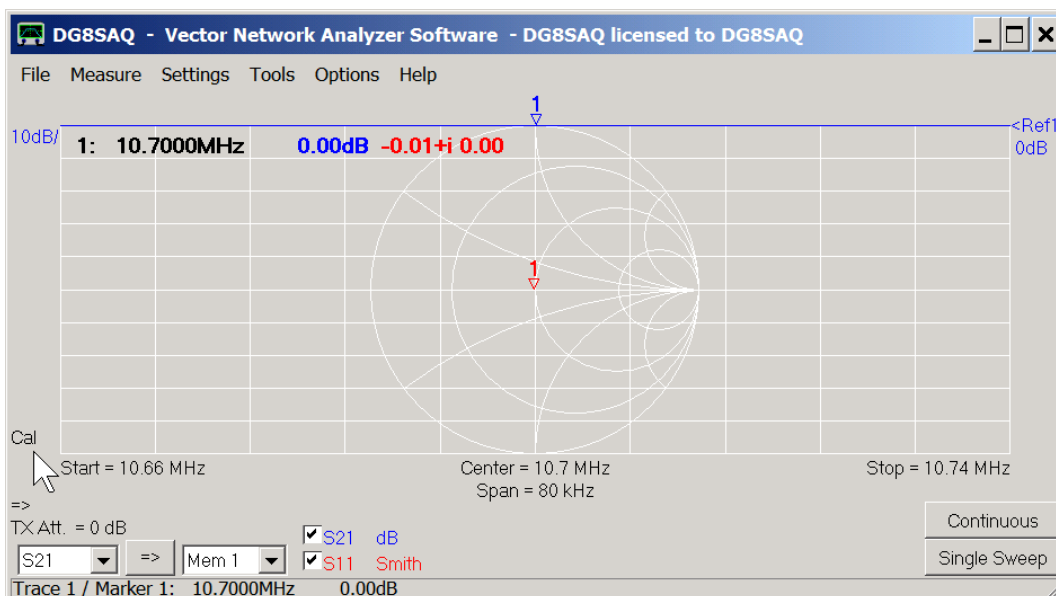 DG8SAQ - Vector Network Analyzer Software - DG8SAQ licensed to DG8SAQ
File Measure Settings Tools Options Help
1
10dB/
<Ref1
1: 10.7000MHz 0.00dB -0.01+i 0.00
0dB
1
Cal
Start = 10.66 MHz Center = 10.7 MHz Stop = 10.74 MHz
Span = 80 kHz
=>
TX Att. = 0 dB
Continuous
S21 dB
S21 => Mem 1
S11 Smith
Single Sweep
Trace 1 / Marker 1: 10.7000MHz 0.00dB